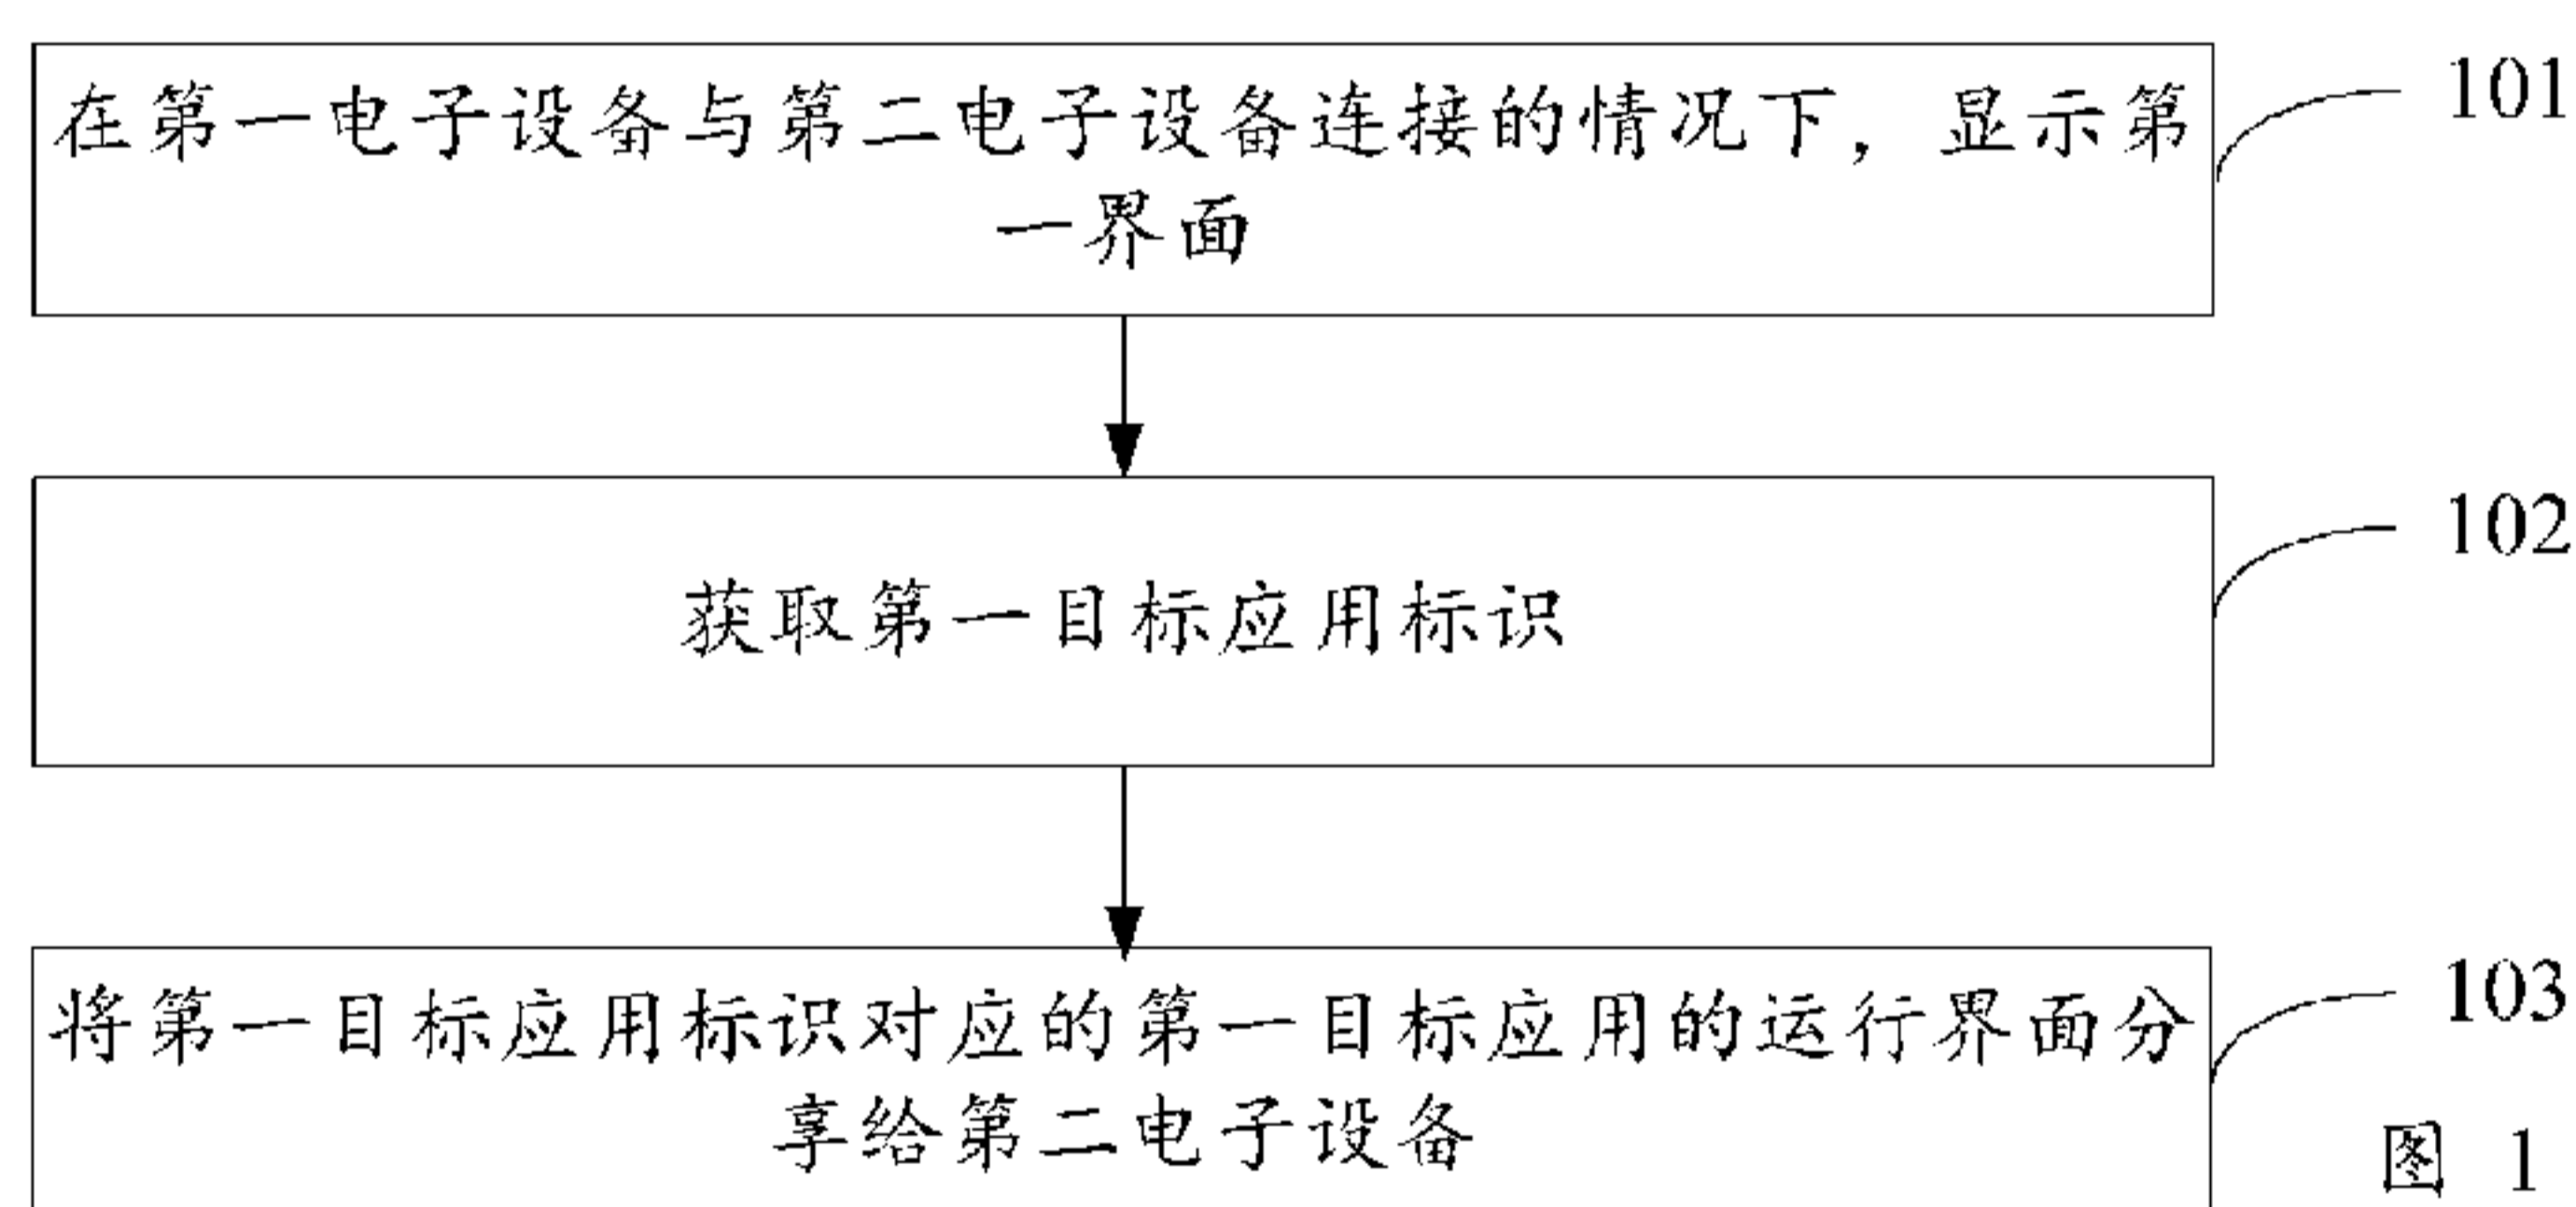 在第一电子设备与第二电子设备连接的情况下，显示第
一界面
101
获取第一目标应用标识
102
将第一目标应用标识对应的第一目标应用的运行界面分
享给第二电子设备
103
图 1